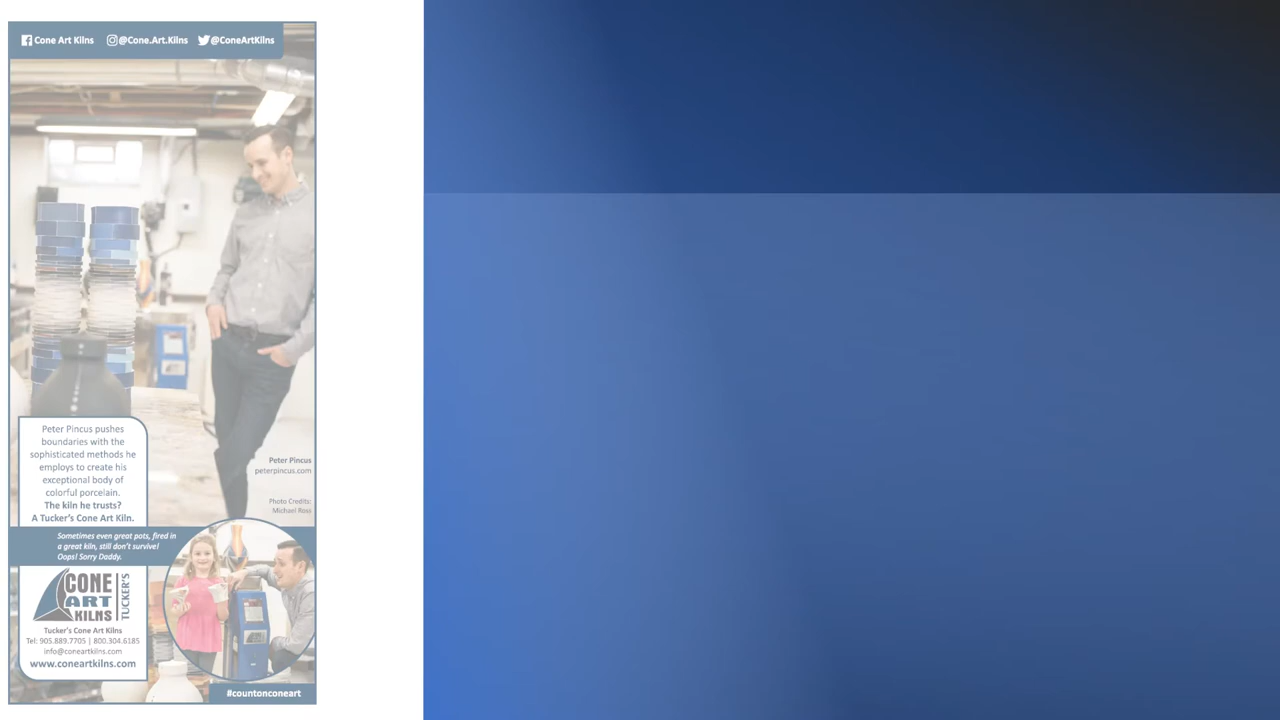 Cone Art Kilns @Cone.Art.Kilns @ConeArtKilns
Peter Pincus pushes
boundaries with the
sophisticated methods he
employs to create his
exceptional body of
colorful porcelain.
The kiln he trusts?
A Tucker's Cone Art Kiln.
Peter Pincus
peterpincus.com
Photo Credits:
Michael Ross
Sometimes even great pots, fired in
a great kiln, still don't survive!
Oops! Sorry Daddy.
CONE
ART
KILNS
TUCKER'S
Tucker's Cone Art Kilns
Tel: 905.889.7705 | 800.304.6185
info@coneartkilns.com
www.coneartkilns.com
#countonconeart